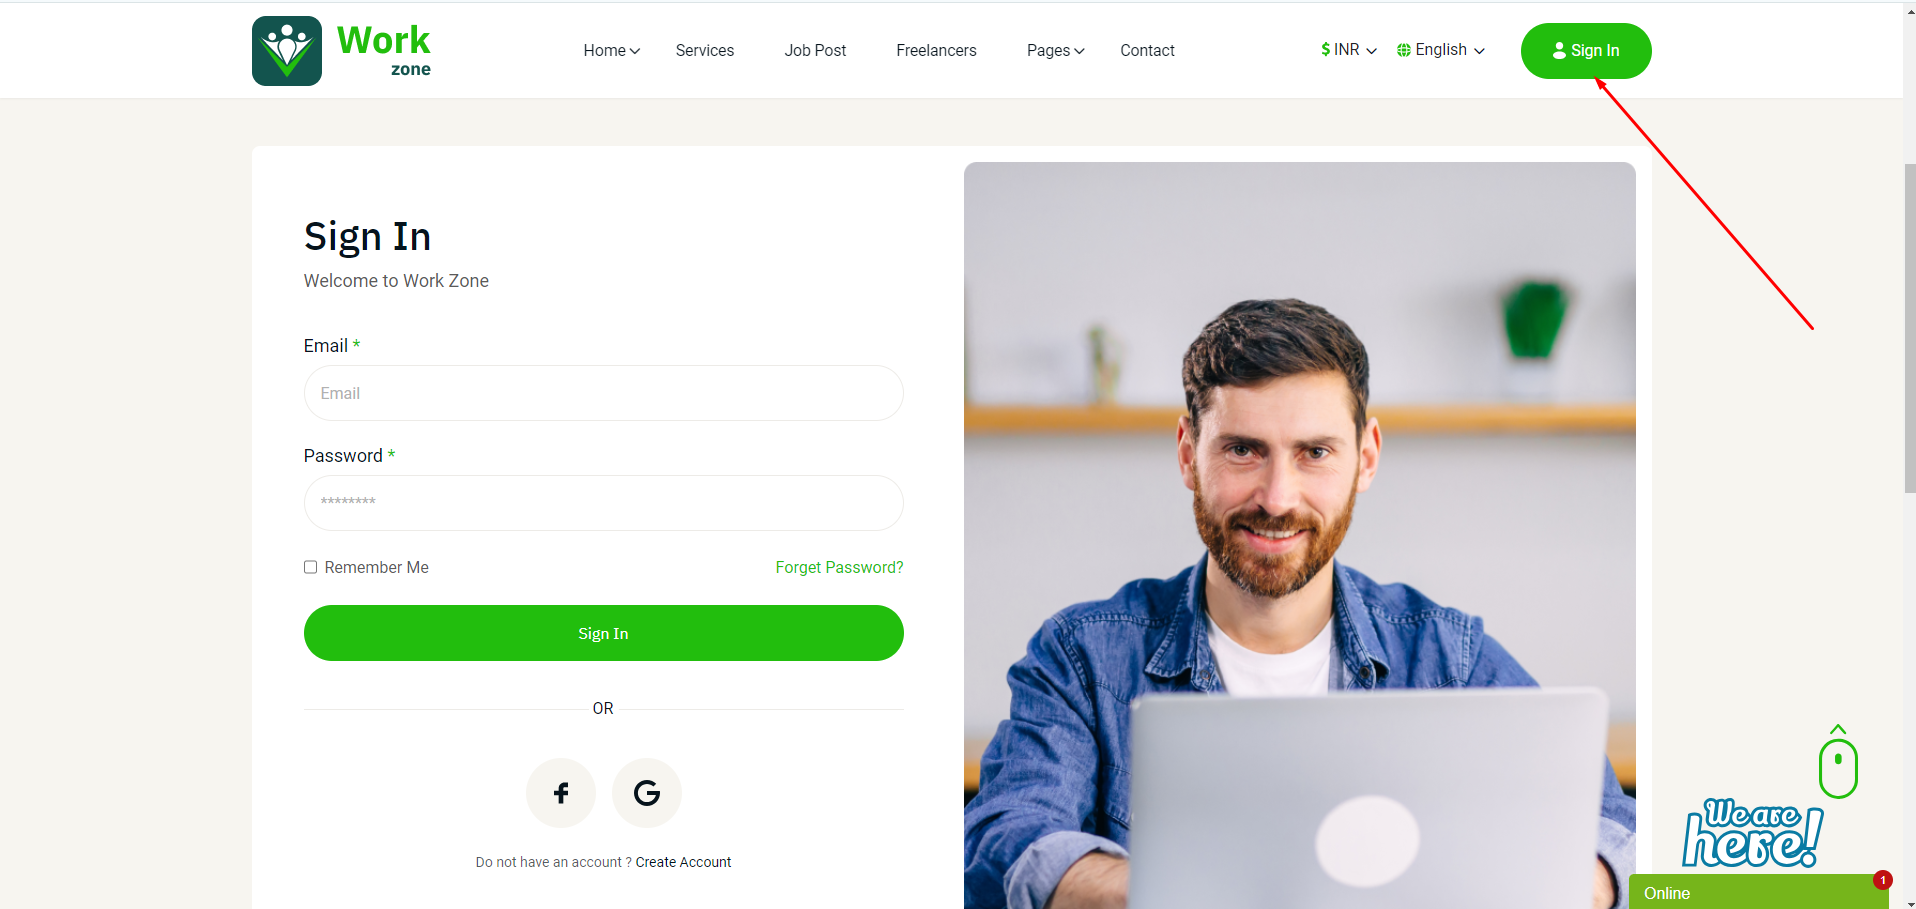 Work
zone
Home
Services
Job Post
Freelancers
Pages
Contact
$ INR
English
Sign In
Sign In
Welcome to Work Zone
Email *
Email
Password *
********
Remember Me
Forget Password?
Sign In
OR
f
G
Do not have an account ? Create Account
We are
here!
Online
1